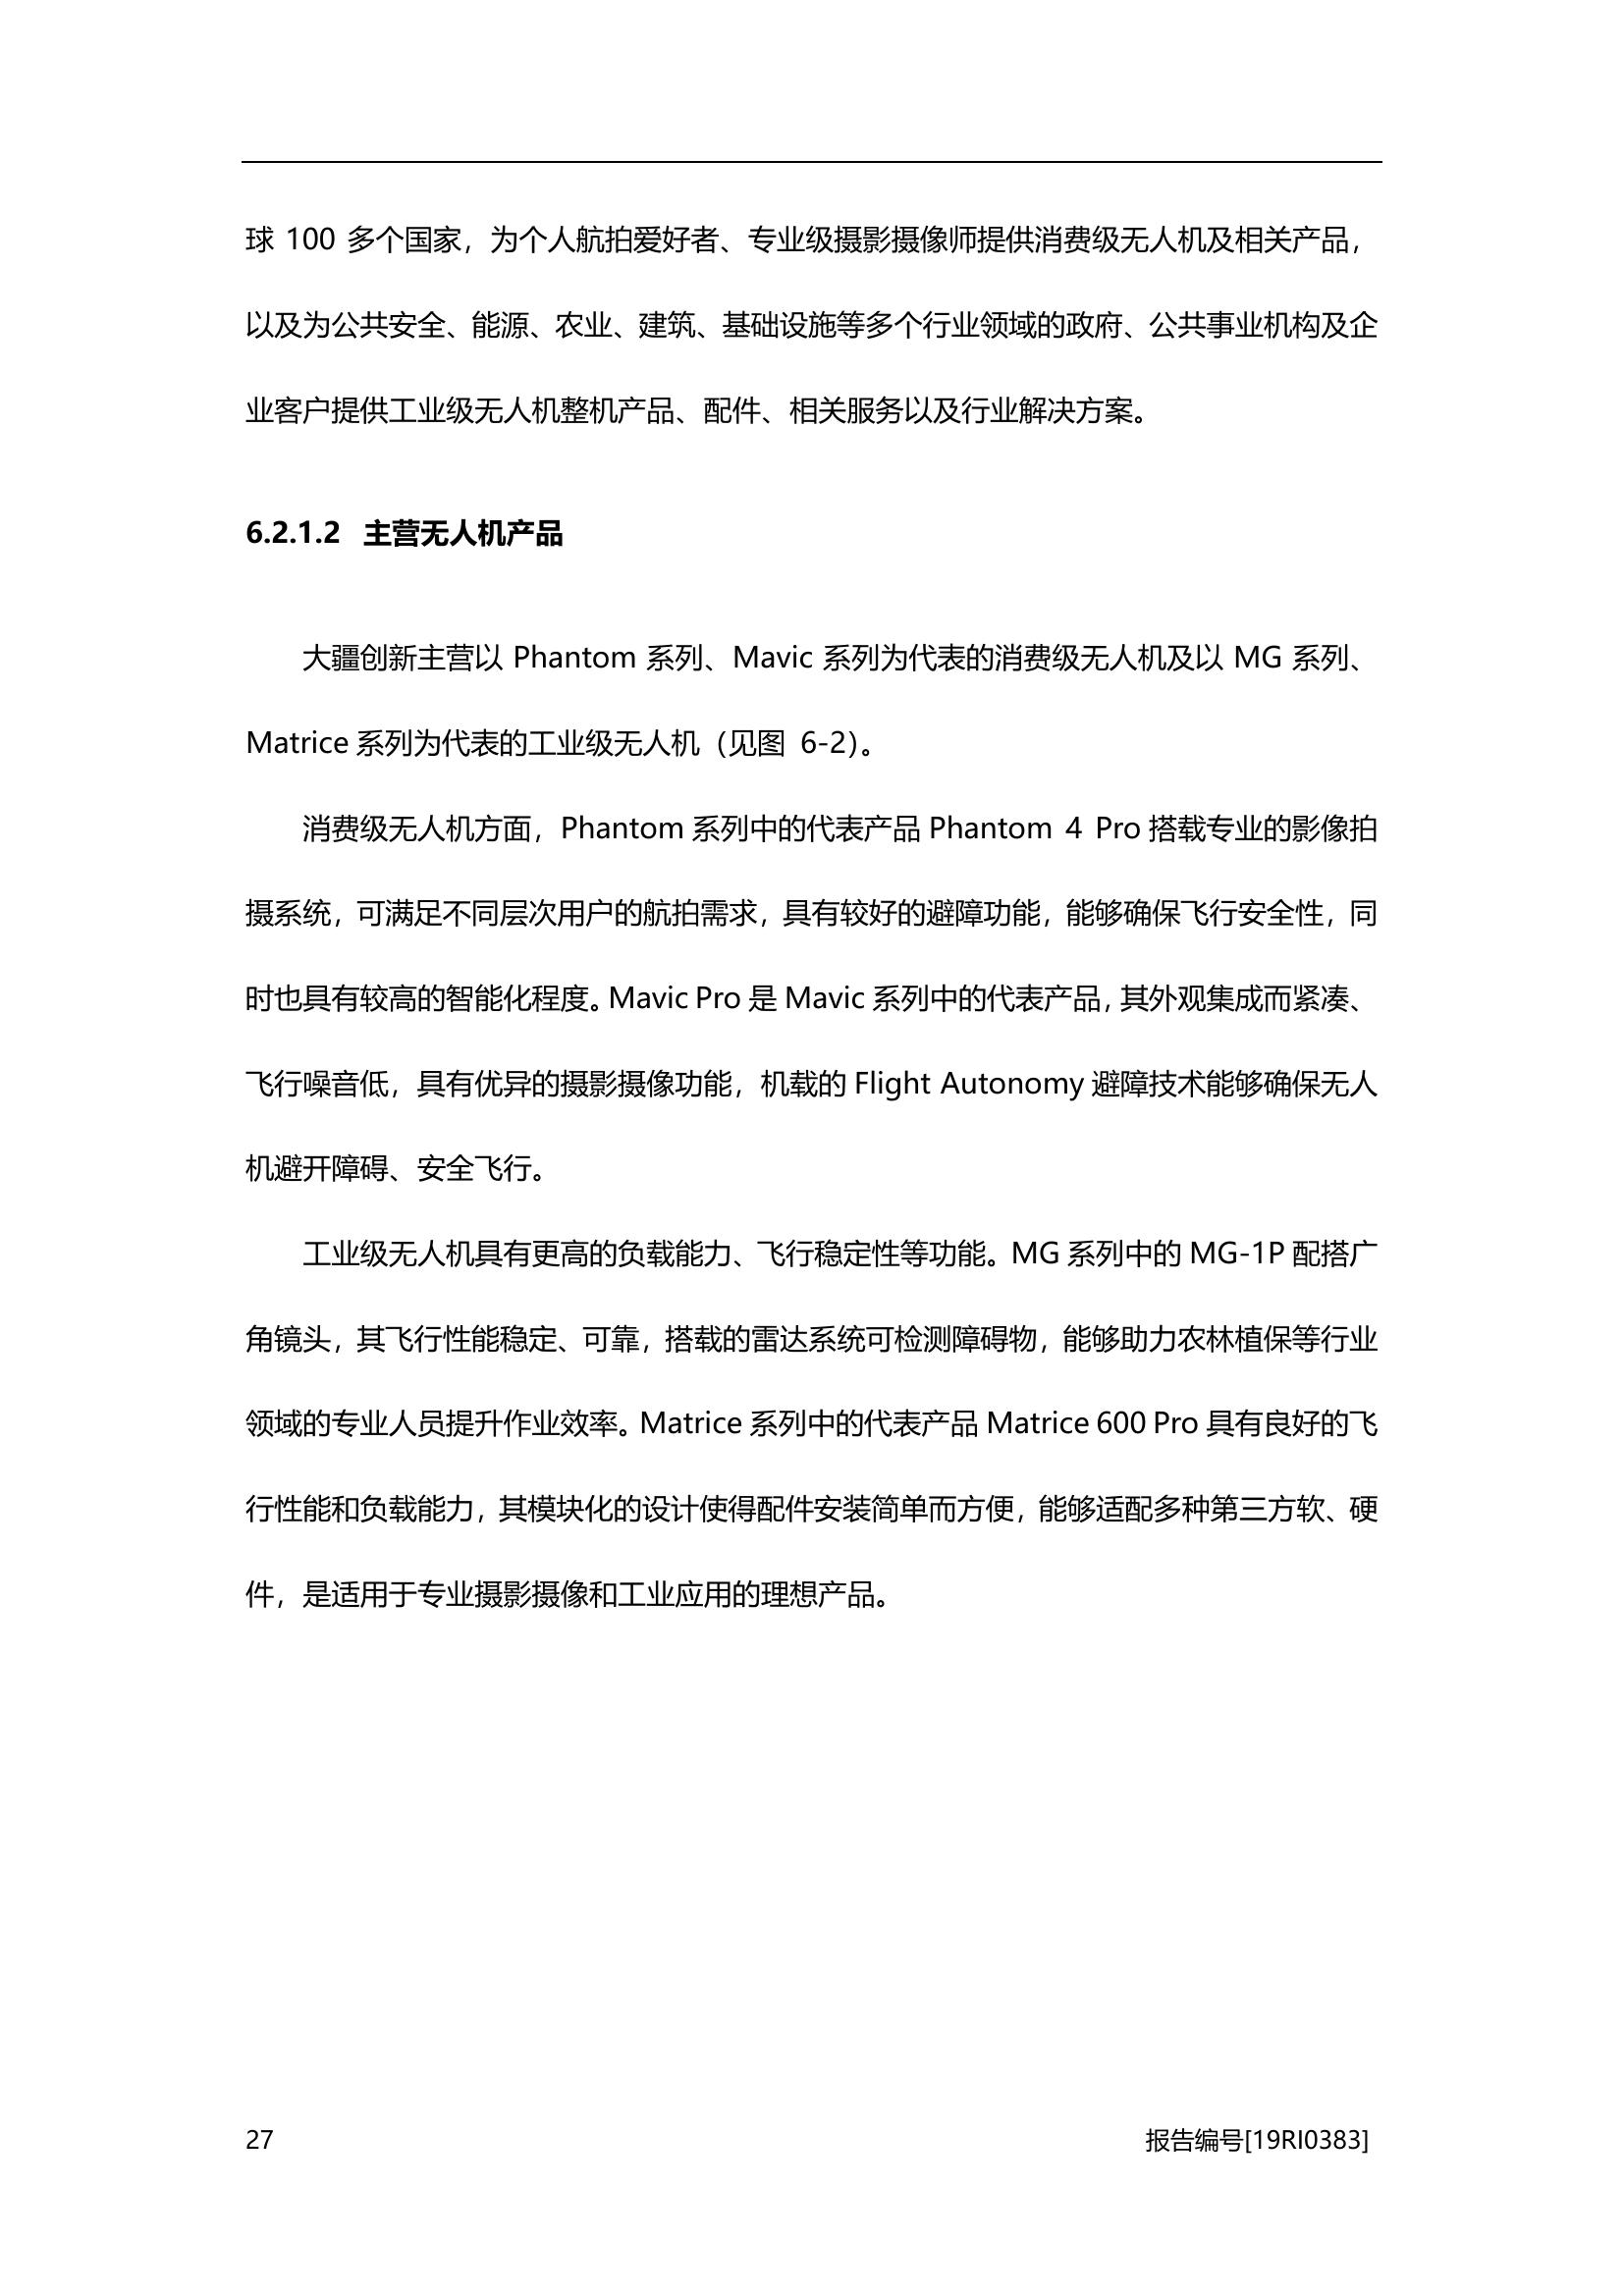 球 100 多个国家，为个人航拍爱好者、专业级摄影摄像师提供消费级无人机及相关产品，
以及为公共安全、能源、农业、建筑、基础设施等多个行业领域的政府、公共事业机构及企
业客户提供工业级无人机整机产品、配件、相关服务以及行业解决方案。
6.2.1.2 主营无人机产品
大疆创新主营以 Phantom 系列、Mavic 系列为代表的消费级无人机及以 MG 系列、
Matrice 系列为代表的工业级无人机（见图 6-2）。
消费级无人机方面，Phantom 系列中的代表产品 Phantom 4 Pro 搭载专业的影像拍
摄系统，可满足不同层次用户的航拍需求，具有较好的避障功能，能够确保飞行安全性，同
时也具有较高的智能化程度。Mavic Pro 是 Mavic 系列中的代表产品，其外观集成而紧凑、
飞行噪音低，具有优异的摄影摄像功能，机载的 Flight Autonomy 避障技术能够确保无人
机避开障碍、安全飞行。
工业级无人机具有更高的负载能力、飞行稳定性等功能。MG 系列中的 MG-1P 配搭广
角镜头，其飞行性能稳定、可靠，搭载的雷达系统可检测障碍物，能够助力农林植保等行业
领域的专业人员提升作业效率。Matrice 系列中的代表产品 Matrice 600 Pro 具有良好的飞
行性能和负载能力，其模块化的设计使得配件安装简单而方便，能够适配多种第三方软、硬
件，是适用于专业摄影摄像和工业应用的理想产品。
27 报告编号[19RI0383]